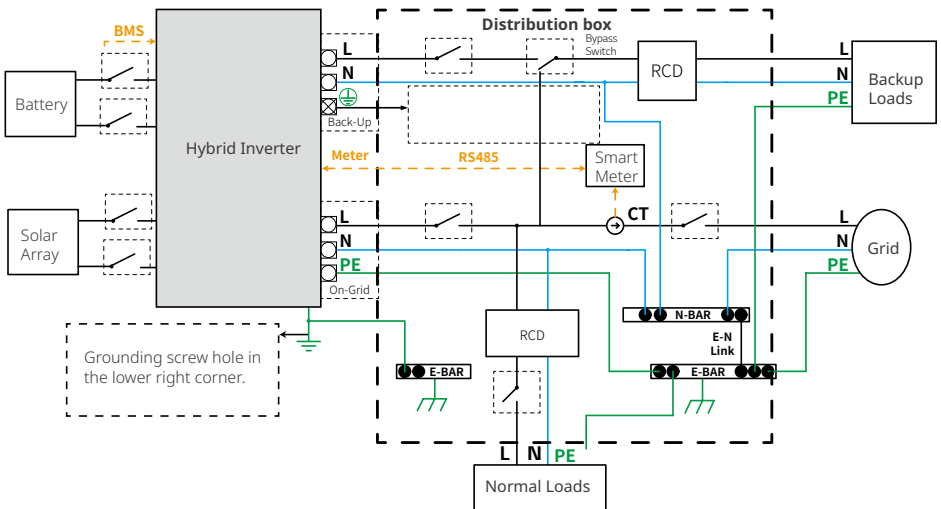 Distribution box
BMS
L
Bypass
Switch
L
N
RCD
N
Backup
Loads
Battery
PE
Back-Up
Hybrid Inverter
Meter
RS485
Smart
Meter
L
CT
L
Solar
Array
N
N
Grid
PE
PE
On-Grid
N-BAR
RCD
E-N
Link
Grounding screw hole in
the lower right corner.
E-BAR
E-BAR
L
N
PE
Normal Loads